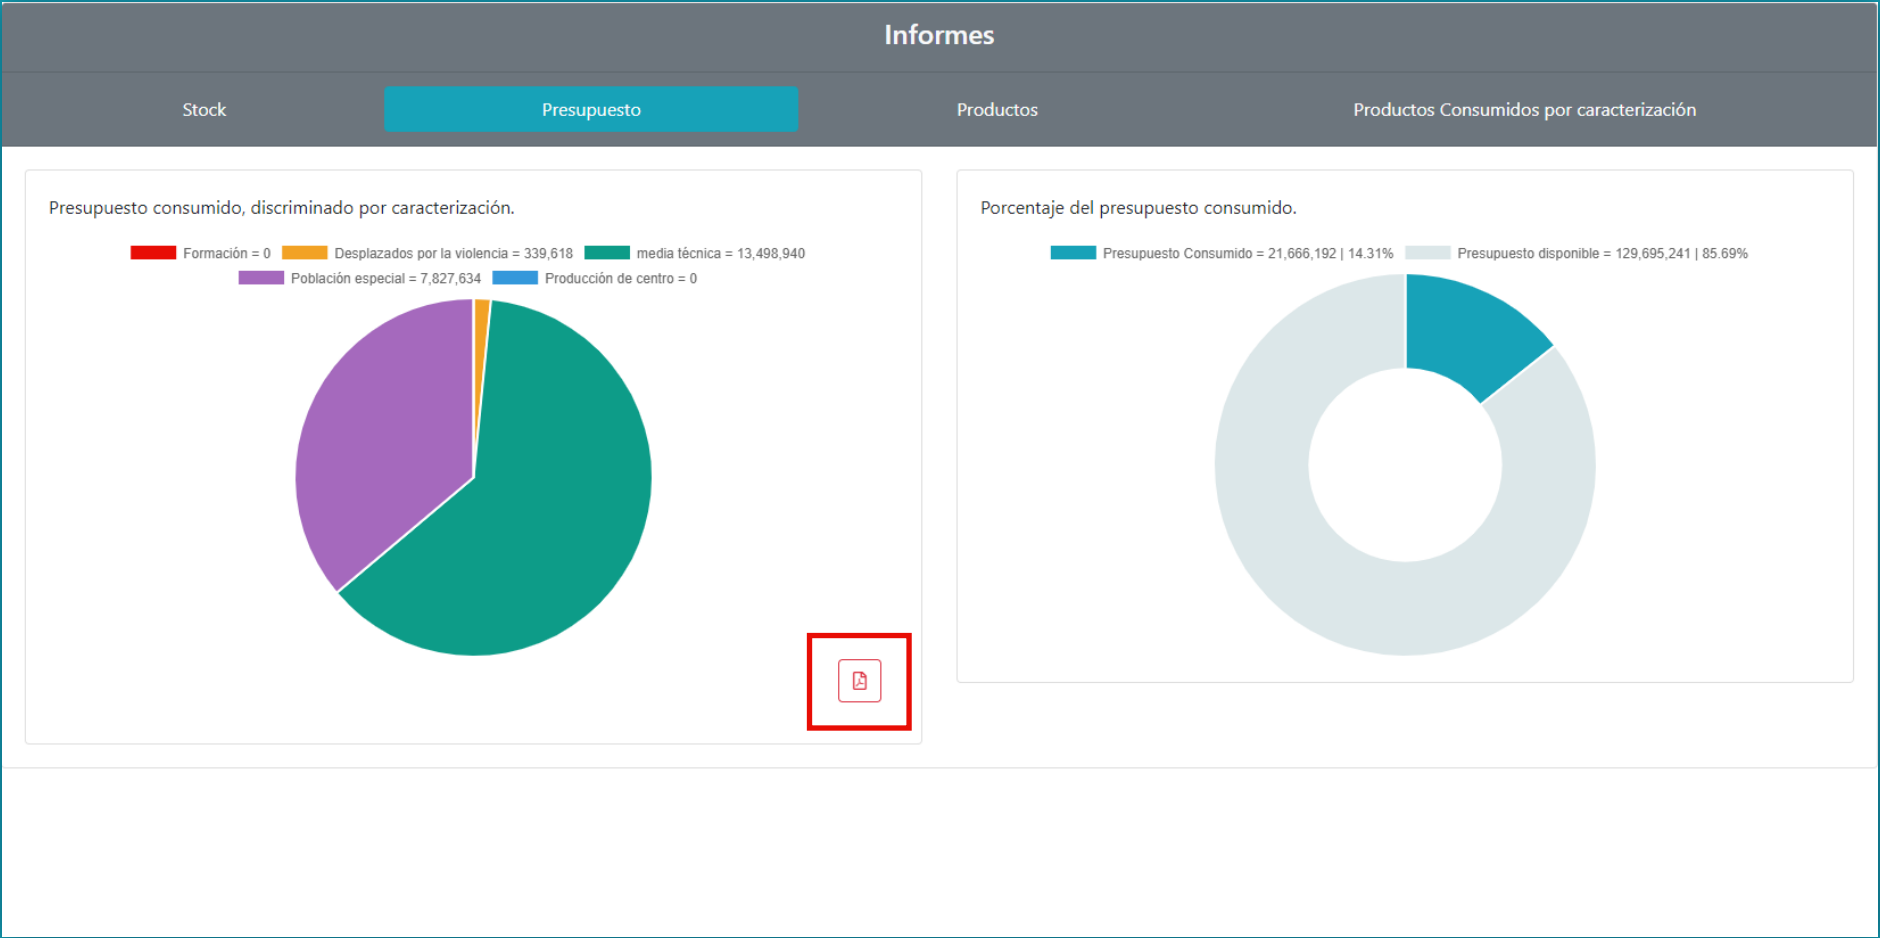 Informes
Stock
Presupuesto
Productos
Productos Consumidos por caracterización
Presupuesto consumido, discriminado por caracterización.
Formación = 0 Desplazados por la violencia = 339,618 media técnica = 13,498,940
Población especial = 7,827,634 Producción de centro = 0
Porcentaje del presupuesto consumido.
Presupuesto Consumido = 21,666,192 | 14.31% Presupuesto disponible = 129,695,241 | 85.69%